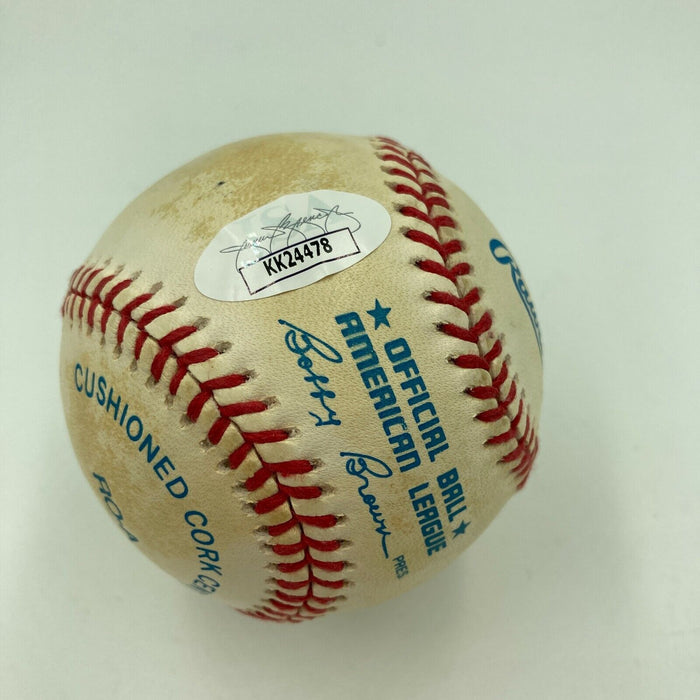 KK24478
OFFICIAL BALL
AMERICAN LEAGUE
Bobby Brown
PRES
CUSHIONED CORK